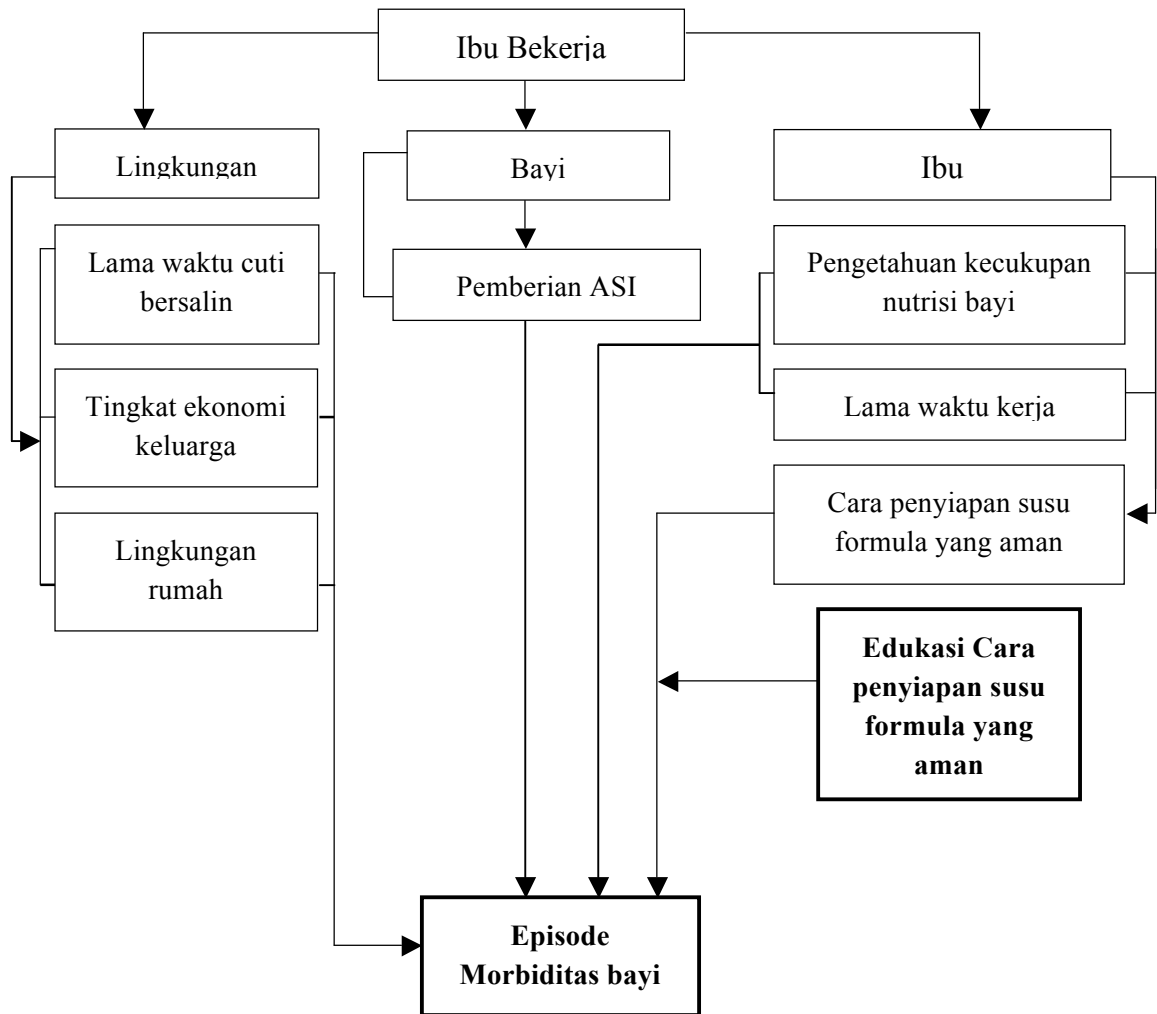 Ibu Bekerja
Lingkungan
Bayi
Ibu
Lama waktu cuti
bersalin
Pemberian ASI
Pengetahuan kecukupan
nutrisi bayi
Tingkat ekonomi
keluarga
Lama waktu kerja
Lingkungan
rumah
Cara penyiapan susu
formula yang aman
Edukasi Cara
penyiapan susu
formula yang
aman
Episode
Morbiditas bayi